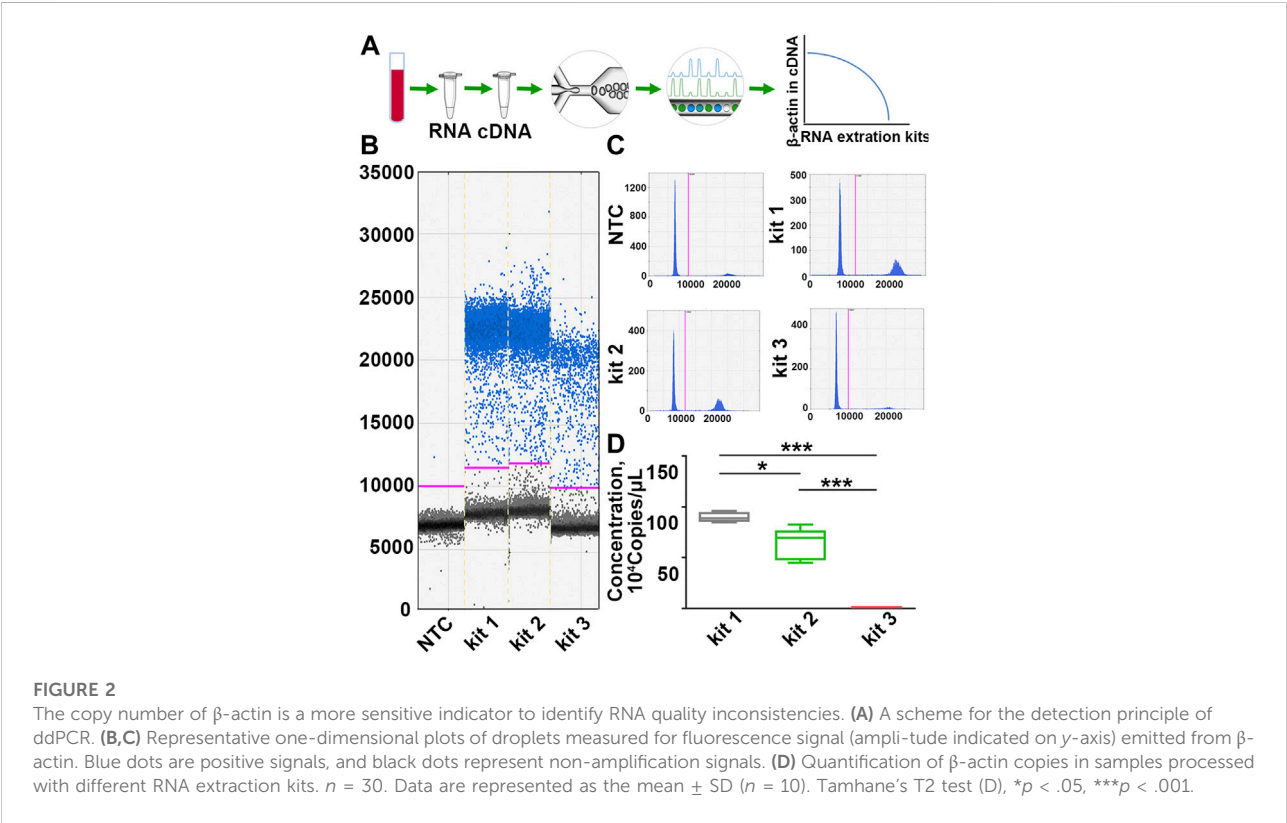 A
RNA cDNA
β-actin in cDNA
RNA extration kits
B
35000
30000
25000
20000
15000
10000
5000
0
NTC
kit 1
kit 2
kit 3
C
NTC
1200
800
400
0
0 10000 20000
kit 1
500
400
300
200
100
0
0 10000 20000
kit 2
400
200
0
0 10000 20000
kit 3
400
200
0
0 10000 20000
D
Concentration,
10⁴Copies/μL
150
100
50
***
*
***
kit 1
kit 2
kit 3
FIGURE 2
The copy number of β-actin is a more sensitive indicator to identify RNA quality inconsistencies. (A) A scheme for the detection principle of
ddPCR. (B,C) Representative one-dimensional plots of droplets measured for fluorescence signal (ampli-tude indicated on y-axis) emitted from β-
actin. Blue dots are positive signals, and black dots represent non-amplification signals. (D) Quantification of β-actin copies in samples processed
with different RNA extraction kits. n = 30. Data are represented as the mean ± SD (n = 10). Tamhane's T2 test (D), *p < .05, ***p < .001.